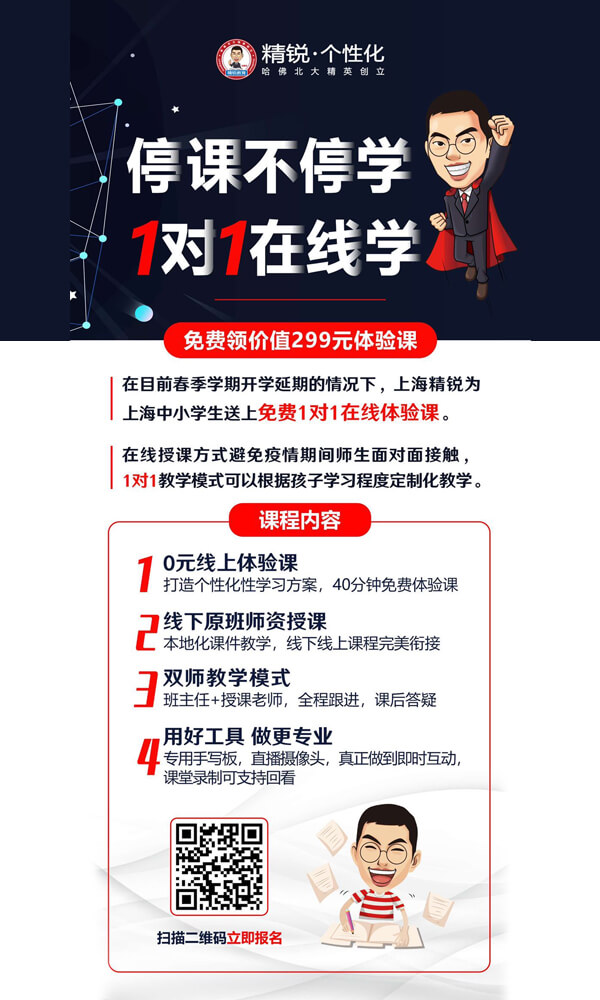 精锐·个性化
哈佛北大精英创立
停课不停学
1对1在线学
免费领价值299元体验课
在目前春季学期开学延期的情况下，上海精锐为
上海中小学生送上免费1对1在线体验课。
在线授课方式避免疫情期间师生面对面接触，
1对1教学模式可以根据孩子学习程度定制化教学。
课程内容
1 0元线上体验课
打造个性化性学习方案，40分钟免费体验课
2 线下原班师资授课
本地化课件教学，线下线上课程完美衔接
3 双师教学模式
班主任+授课老师，全程跟进，课后答疑
4 用好工具 做更专业
专用手写板，直播摄像头，真正做到即时互动，
课堂录制可支持回看
扫描二维码立即报名